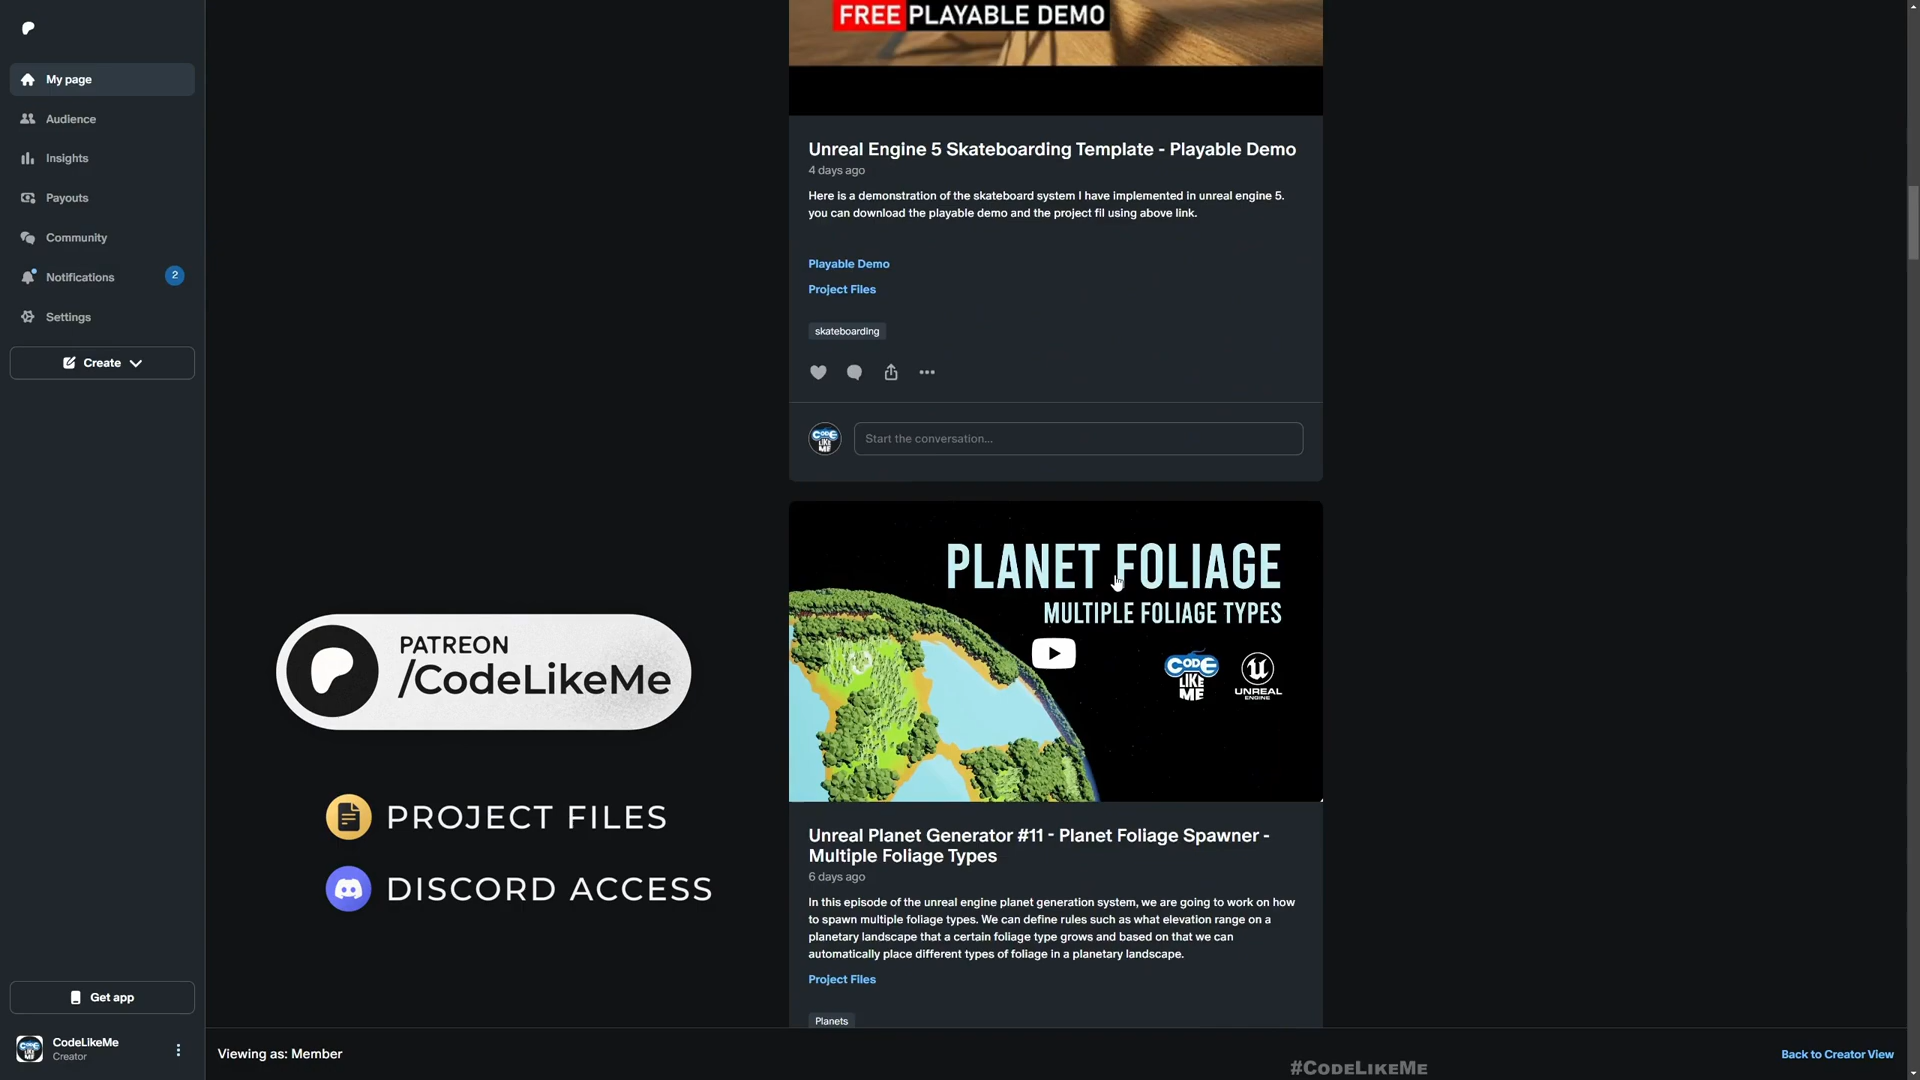 My page
Audience
Insights
Payouts
Community
Notifications
2
Settings
Create
Get app
CodeLikeMe
Creator
FREE PLAYABLE DEMO
Unreal Engine 5 Skateboarding Template - Playable Demo
4 days ago
Here is a demonstration of the skateboard system I have implemented in unreal engine 5.
you can download the playable demo and the project fil using above link.
Playable Demo
Project Files
skateboarding
CODE
LIKE
ME
Start the conversation...
PLANET FOLIAGE
MULTIPLE FOLIAGE TYPES
CODE
LIKE
ME
UNREAL
ENGINE
Unreal Planet Generator #11 - Planet Foliage Spawner -
Multiple Foliage Types
6 days ago
In this episode of the unreal engine planet generation system, we are going to work on how
to spawn multiple foliage types. We can define rules such as what elevation range on a
planetary landscape that a certain foliage type grows and based on that we can
automatically place different types of foliage in a planetary landscape.
Project Files
Planets
PATREON
/CodeLikeMe
PROJECT FILES
DISCORD ACCESS
Viewing as: Member
#CodeLikeMe
Back to Creator View